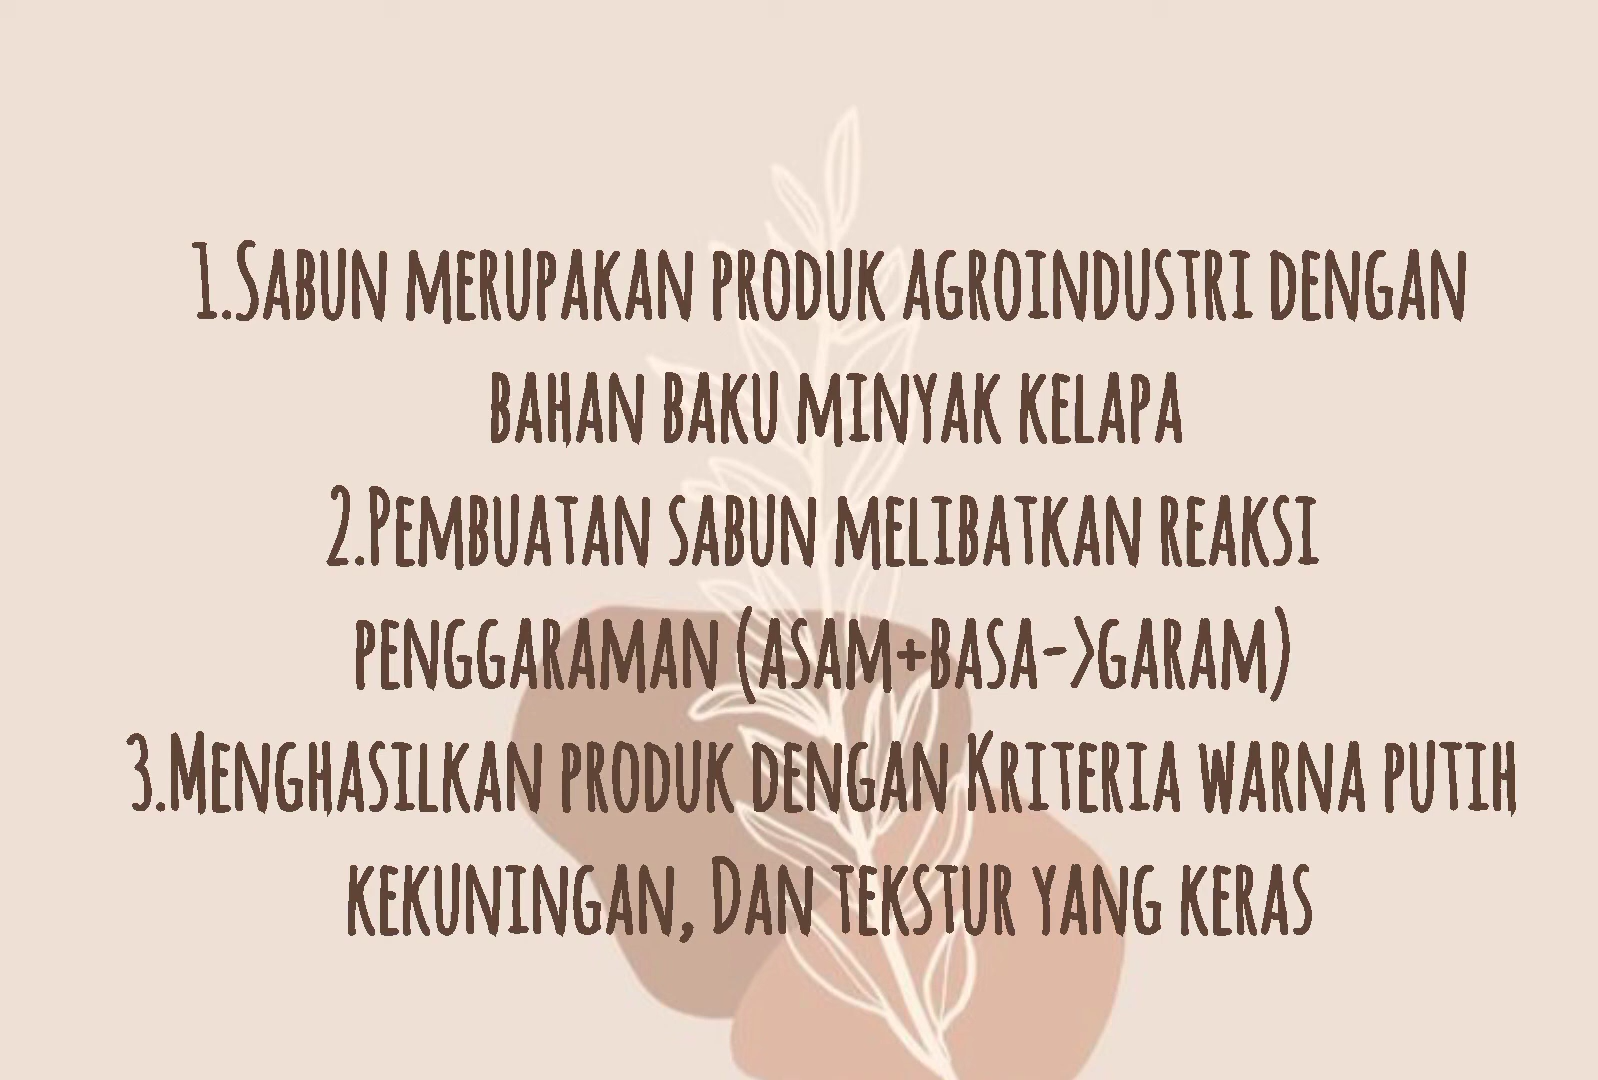 1.Sabun merupakan produk agroindustri dengan
bahan baku minyak kelapa
2.Pembuatan sabun melibatkan reaksi
penggaraman (asam+basa->garam)
3.Menghasilkan produk dengan Kriteria warna putih
kekuningan, Dan tekstur yang keras